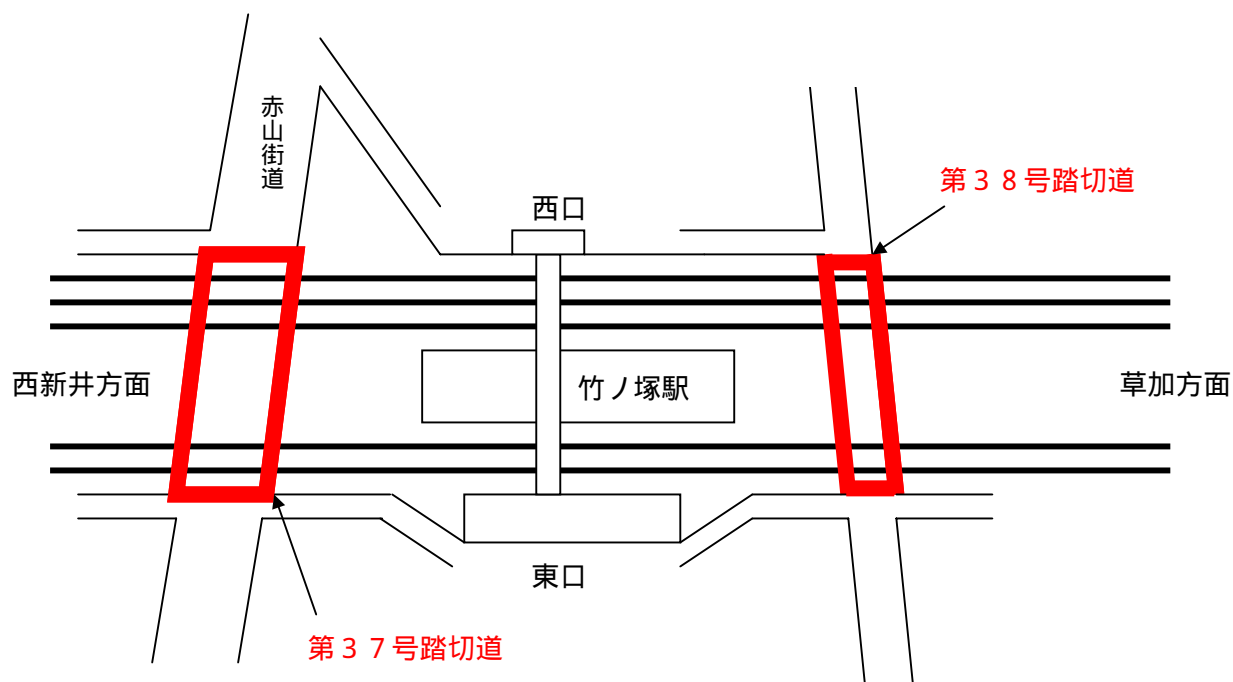 赤山街道
第３８号踏切道
西口
西新井方面
竹ノ塚駅
草加方面
東口
第３７号踏切道